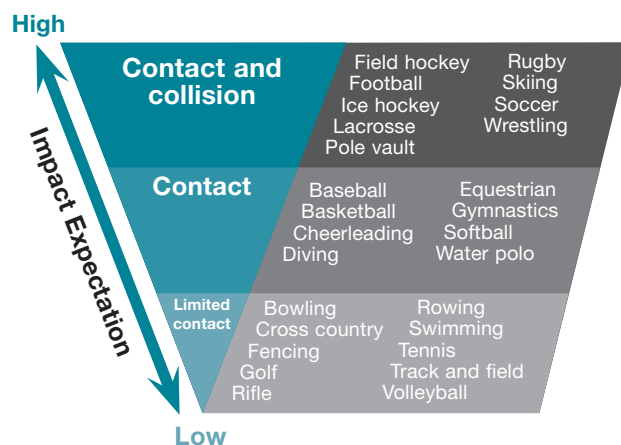 High
Impact Expectation
Low
Contact and
collision
Field hockey
Football
Ice hockey
Lacrosse
Pole vault
Rugby
Skiing
Soccer
Wrestling
Contact
Baseball
Basketball
Cheerleading
Diving
Equestrian
Gymnastics
Softball
Water polo
Limited
contact
Bowling
Cross country
Fencing
Golf
Rifle
Rowing
Swimming
Tennis
Track and field
Volleyball